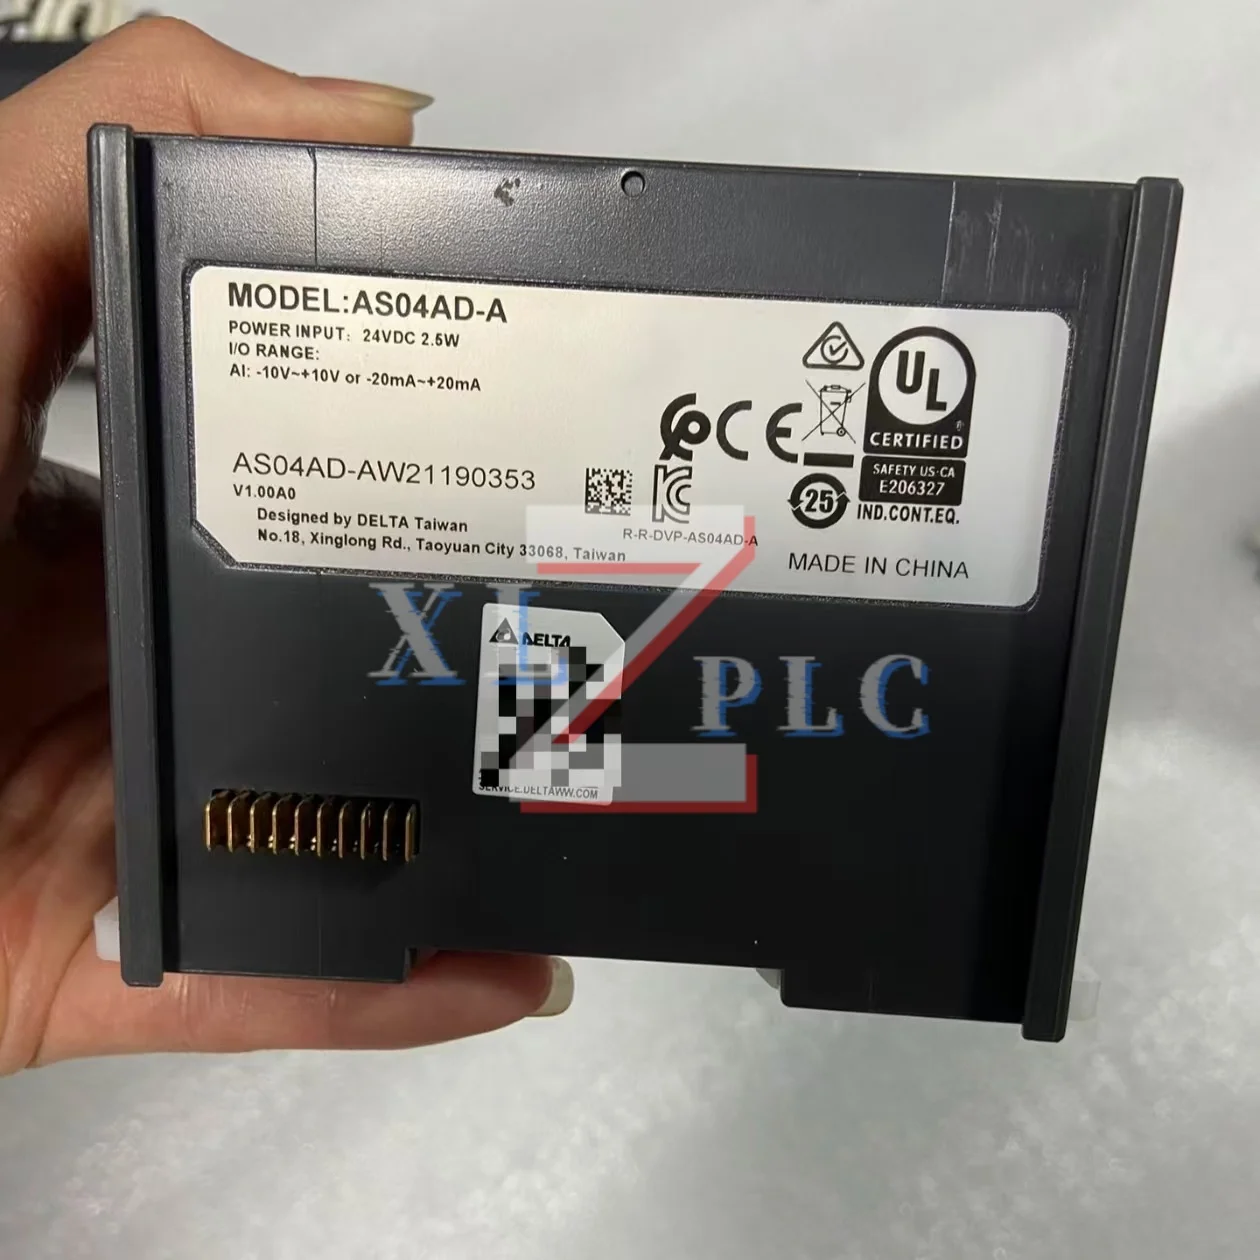 MODEL:AS04AD-A
POWER INPUT: 24VDC 2.5W
I/O RANGE:
AI: -10V~+10V or -20mA~+20mA
AS04AD-AW21190353
V1.00A0
Designed by DELTA Taiwan
No.18, Xinglong Rd., Taoyuan City 33068, Taiwan
R-R-DVP-AS04AD-A
CE
UL
®
CERTIFIED
SAFETY US-CA
E206327
25
IND.CONT.EQ.
MADE IN CHINA
DELTA
SERVICE.DELTAWW.COM
XLZ PLC